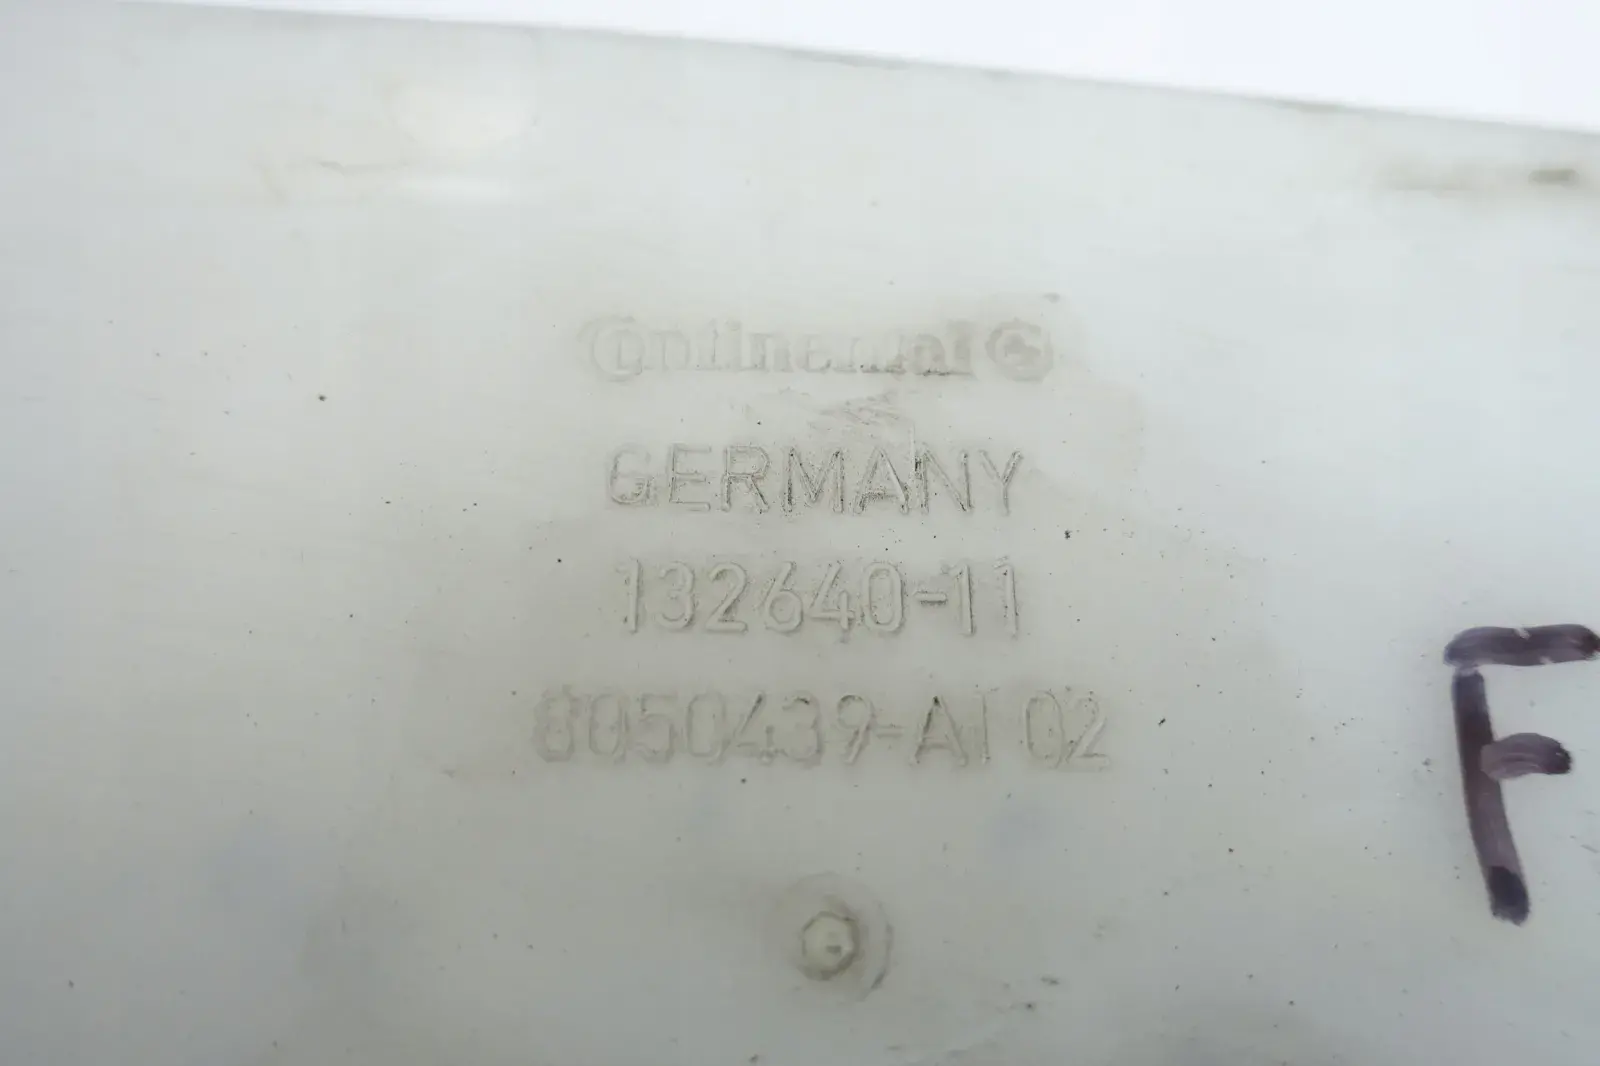 Continental
GERMANY
132640-11
8050439-AI 02
F